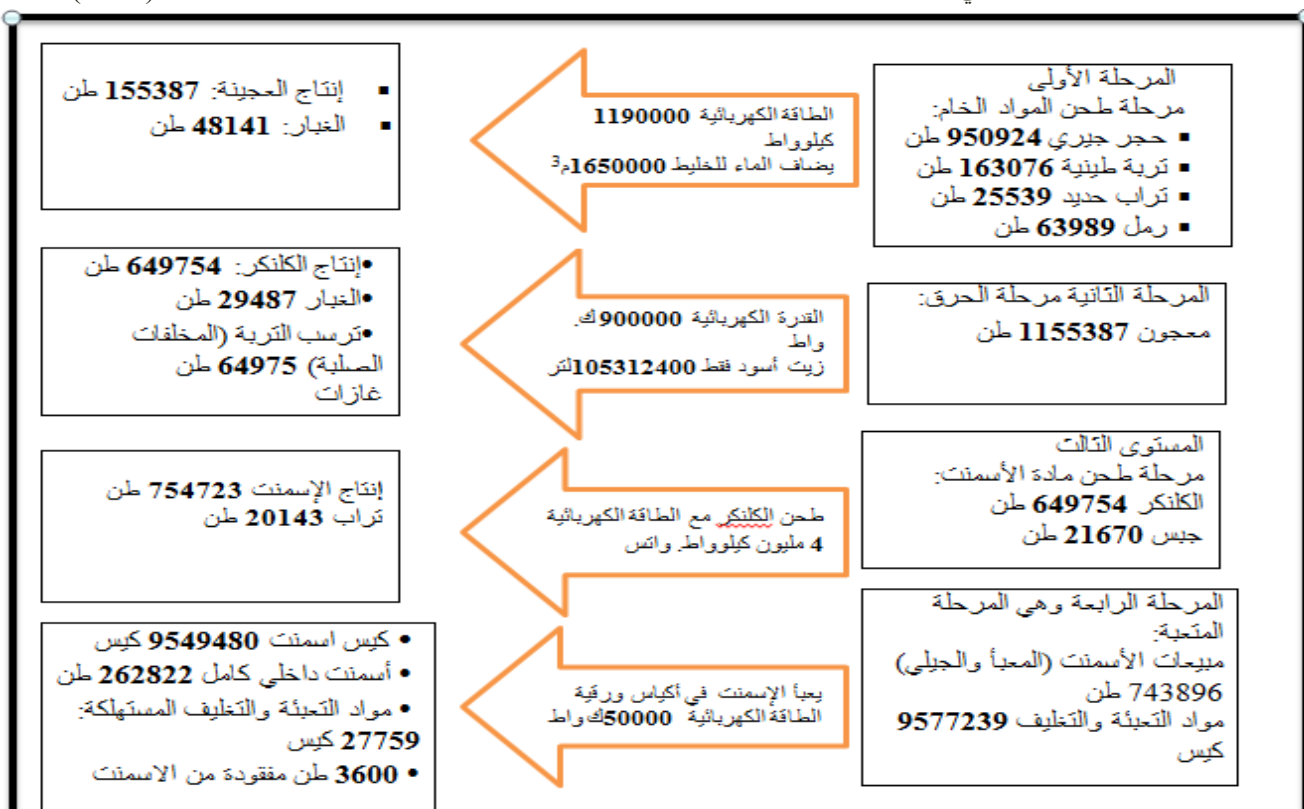 المرحلة الأولى
مرحلة طحن المواد الخام:
▪ حجر جيري 950924 طن
▪ تربة طينية 163076 طن
▪ تراب حديد 25539 طن
▪ رمل 63989 طن
الطاقة الكهربائية 1190000
كيلوواط
يضاف الماء للخليط 1650000م³
▪ إنتاج العجينة: 155387 طن
▪ الغبار: 48141 طن
المرحلة الثانية مرحلة الحرق:
معجون 1155387 طن
القدرة الكهربائية 900000ك.
واط
زيت أسود فقط 105312400لتر
•إنتاج الكلنكر: 649754 طن
•الغبار 29487 طن
•ترسب التربة (المخلفات
الصلبة) 64975 طن
غازات
المستوى الثالث
مرحلة طحن مادة الأسمنت:
الكلنكر 649754 طن
جبس 21670 طن
طحن الكلنكر مع الطاقة الكهربائية
4 مليون كيلوواط. واتس
إنتاج الإسمنت 754723 طن
تراب 20143 طن
المرحلة الرابعة وهي المرحلة
المتعبة:
مبيعات الأسمنت (المعبأ والجيلي)
743896 طن
مواد التعبئة والتغليف 9577239
كيس
يعبأ الإسمنت في أكياس ورقية
الطاقة الكهربائية 50000ك واط
• كيس اسمنت 9549480 كيس
• أسمنت داخلي كامل 262822 طن
• مواد التعبئة والتغليف المستهلكة:
27759 كيس
• 3600 طن مفقودة من الاسمنت